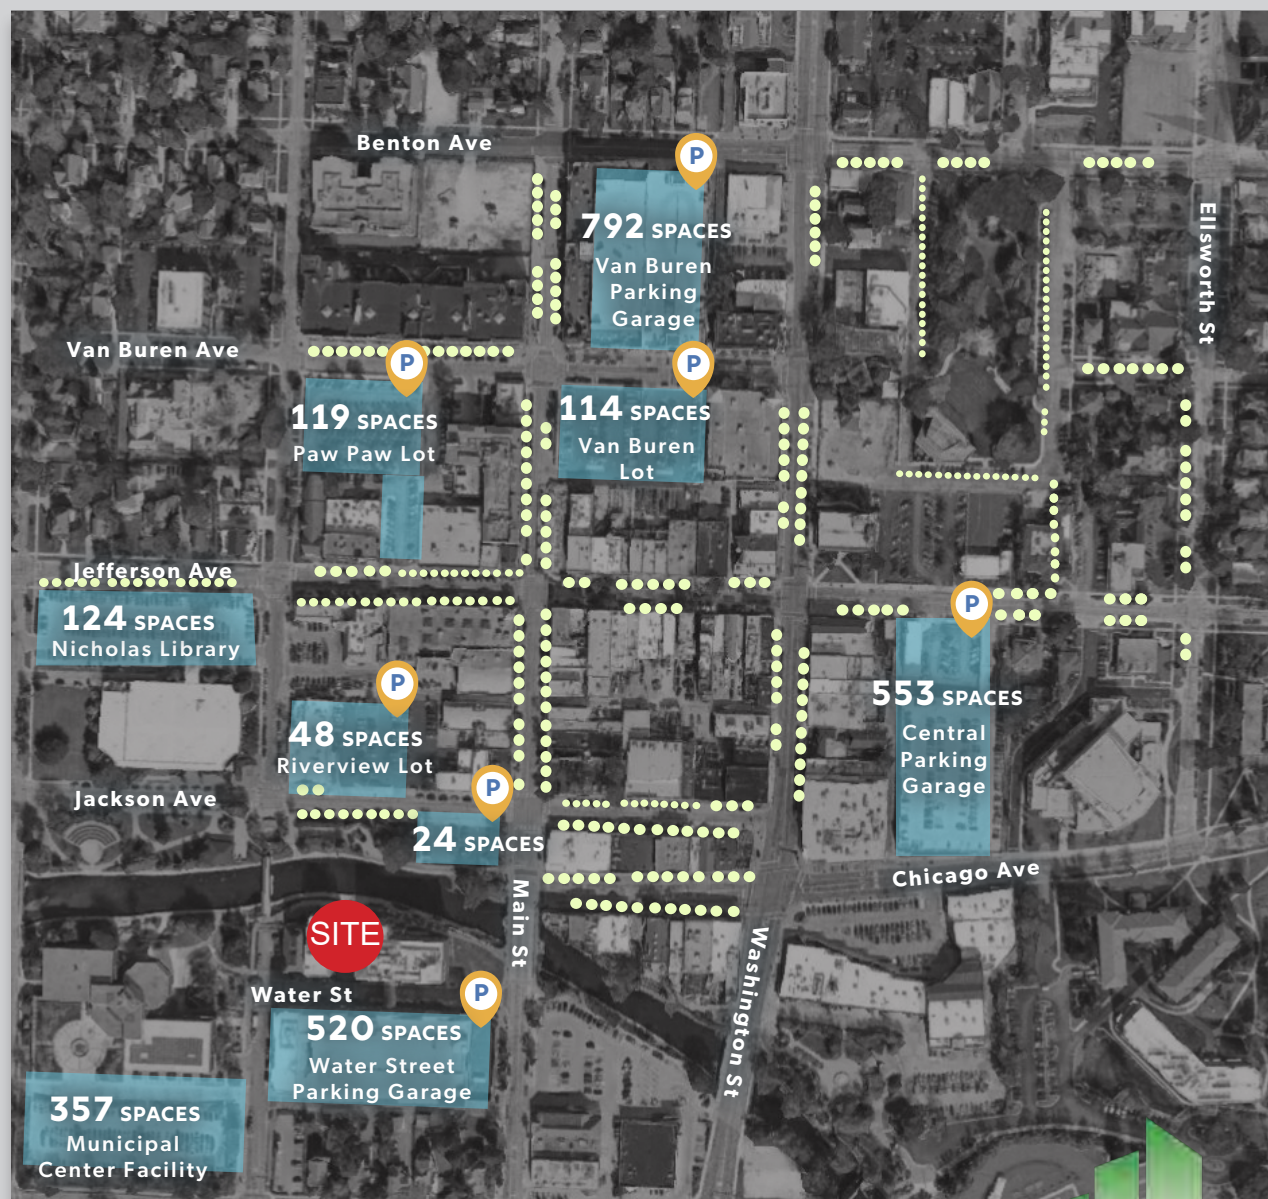 Benton Ave
P
792 SPACES
Van Buren
Parking
Garage
Ellsworth St
Van Buren Ave
P
P
119 SPACES
Paw Paw Lot
114 SPACES
Van Buren
Lot
Jefferson Ave
124 SPACES
Nicholas Library
P
553 SPACES
Central
Parking
Garage
P
48 SPACES
Riverview Lot
Jackson Ave
P
24 SPACES
Chicago Ave
Main St
SITE
Washington St
Water St
P
520 SPACES
Water Street
Parking Garage
357 SPACES
Municipal
Center Facility